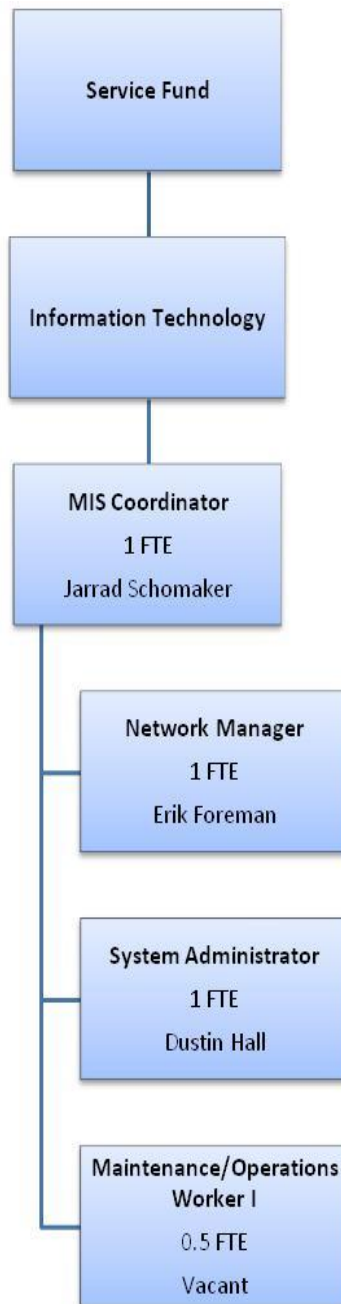 Service Fund
Information Technology
MIS Coordinator
1 FTE
Jarrad Schomaker
Network Manager
1 FTE
Erik Foreman
System Administrator
1 FTE
Dustin Hall
Maintenance/Operations
Worker I
0.5 FTE
Vacant